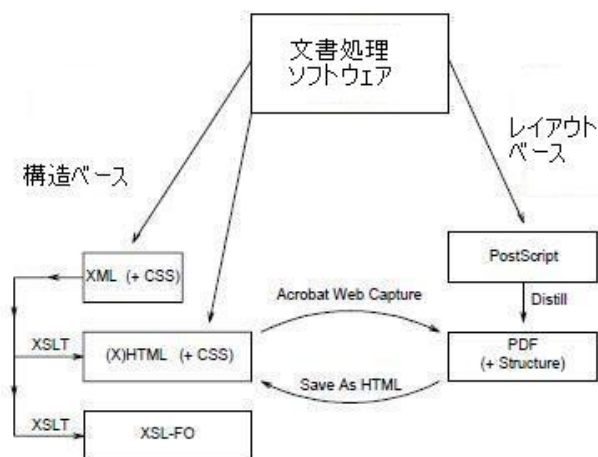 文書処理
ソフトウェア
レイアウト
ベース
構造ベース
XML (+ CSS)
PostScript
Acrobat Web Capture
Distill
XSLT
(X)HTML (+ CSS)
PDF
(+ Structure)
Save As HTML
XSLT
XSL-FO